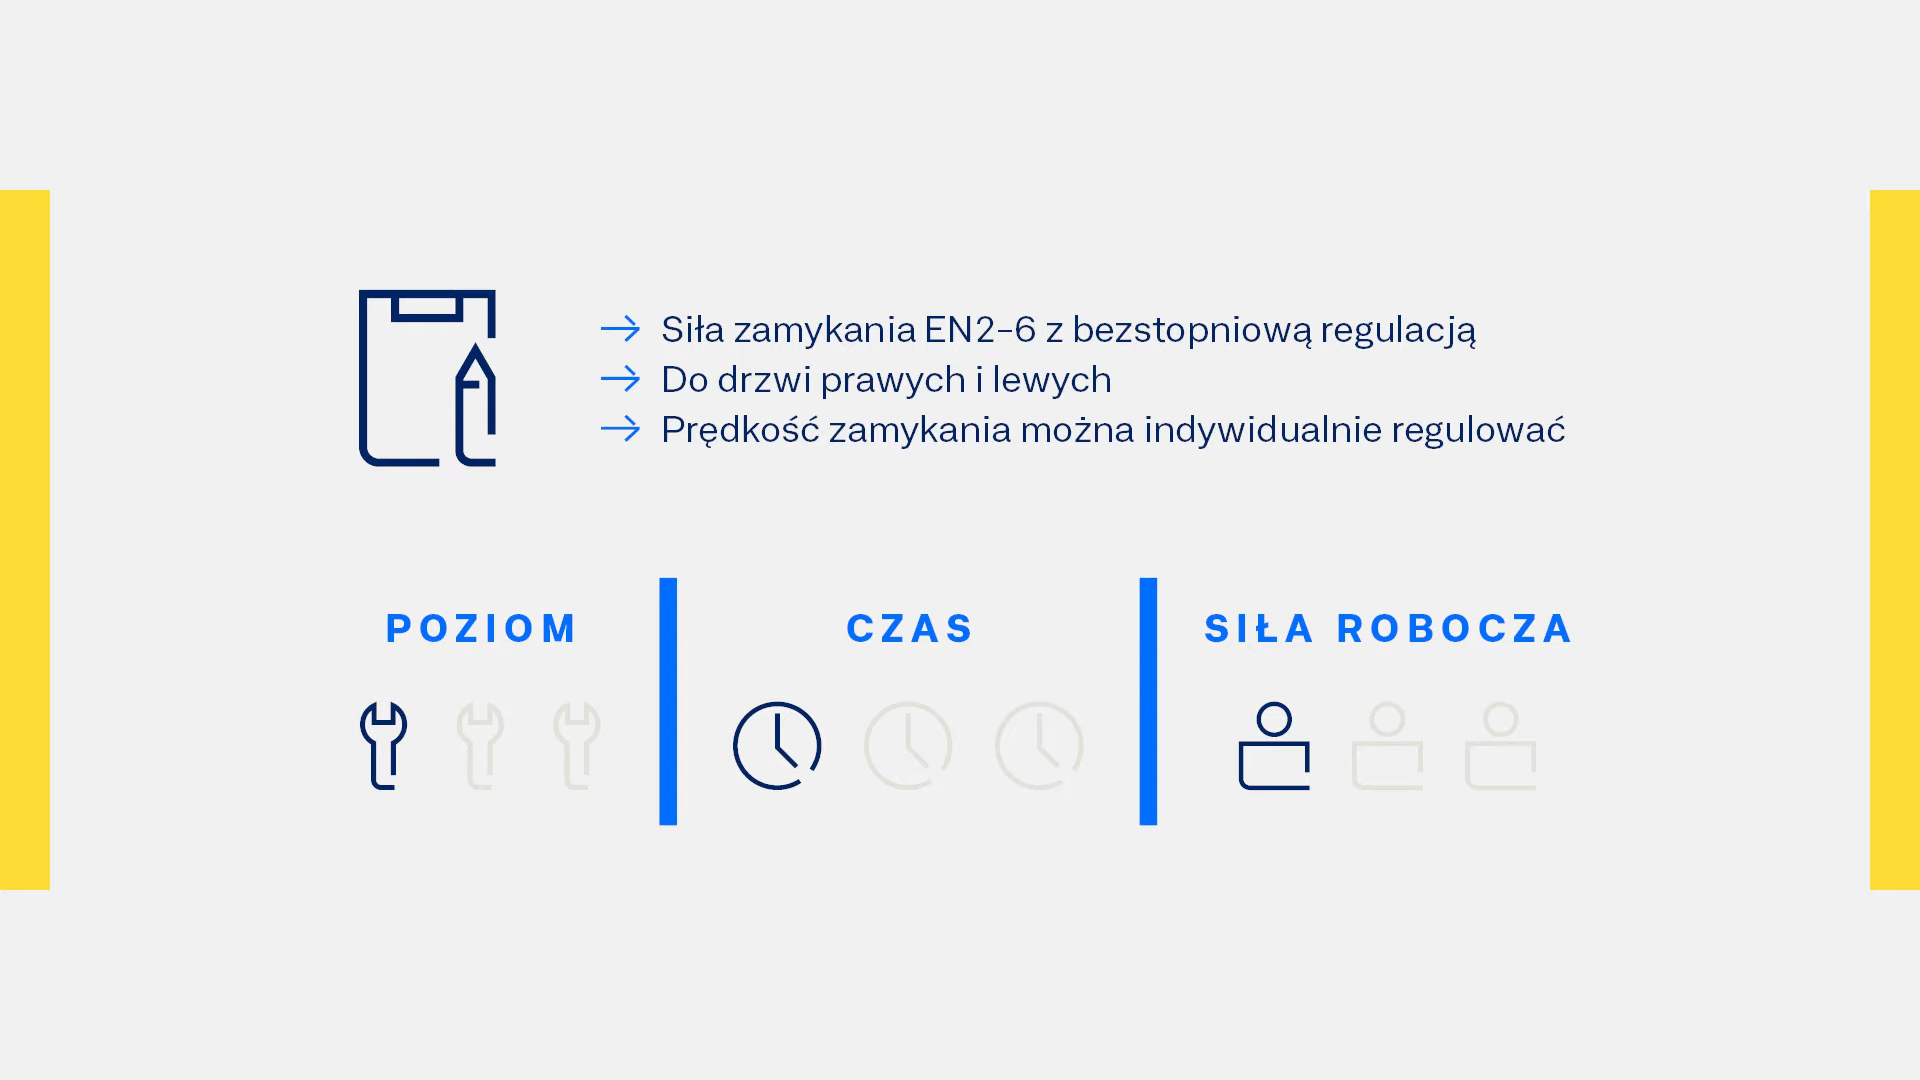 Siła zamykania EN2-6 z bezstopniową regulacją
Do drzwi prawych i lewych
Prędkość zamykania można indywidualnie regulować
POZIOM
CZAS
SIŁA ROBOCZA